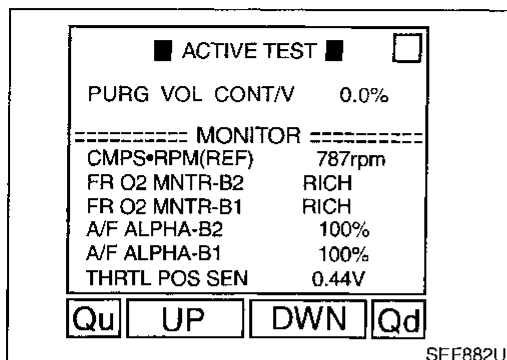 ■ ACTIVE TEST ■ □
PURG VOL CONT/V 0.0%
========== MONITOR ==========
CMPS•RPM(REF) 787rpm
FR O2 MNTR-B2 RICH
FR O2 MNTR-B1 RICH
A/F ALPHA-B2 100%
A/F ALPHA-B1 100%
THRTL POS SEN 0.44V
Qu UP DWN Qd
SEF882U